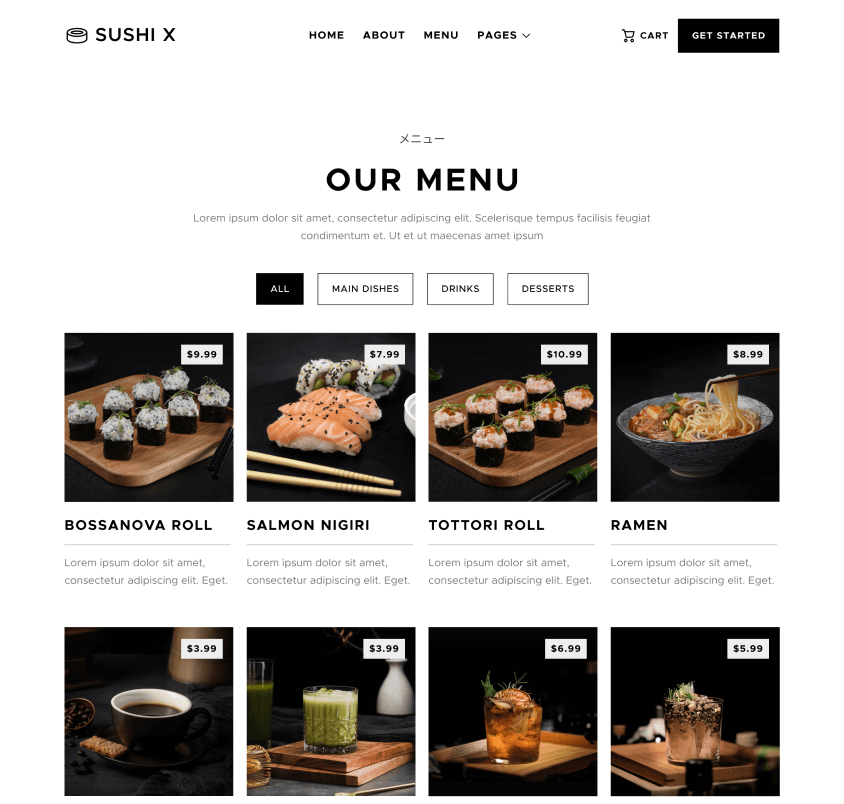 SUSHI X
HOME ABOUT MENU PAGES
CART
GET STARTED
メニュー
OUR MENU
Lorem ipsum dolor sit amet, consectetur adipiscing elit. Scelerisque tempus facilisis feugiat
condimentum et. Ut et ut maecenas amet ipsum
ALL MAIN DISHES DRINKS DESSERTS
$9.99 $7.99 $10.99 $8.99
BOSSANOVA ROLL
Lorem ipsum dolor sit amet,
consectetur adipiscing elit. Eget.
SALMON NIGIRI
Lorem ipsum dolor sit amet,
consectetur adipiscing elit. Eget.
TOTTORI ROLL
Lorem ipsum dolor sit amet,
consectetur adipiscing elit. Eget.
RAMEN
Lorem ipsum dolor sit amet,
consectetur adipiscing elit. Eget.
$3.99 $3.99 $6.99 $5.99